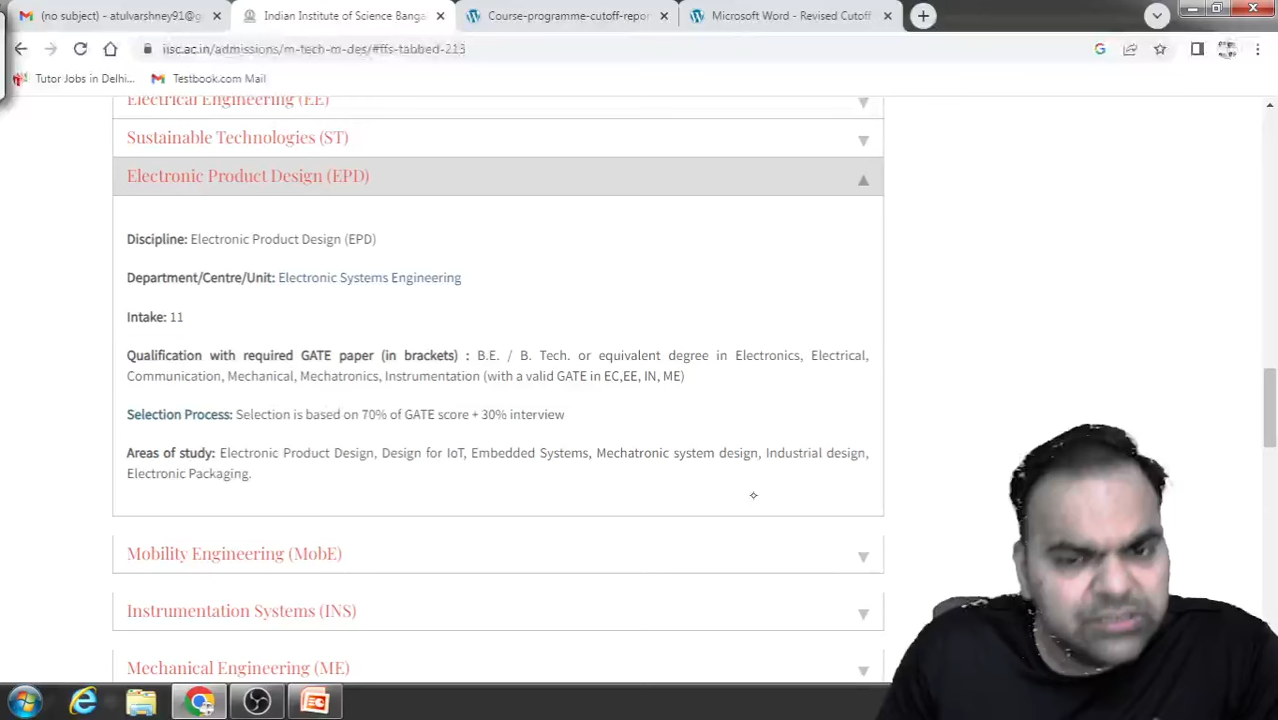 (no subject) - atulvarshney91@g
Indian Institute of Science Banga
Course-programme-cutoff-repor
Microsoft Word - Revised Cutoff
iisc.ac.in/admissions/m-tech-m-des/#ffs-tabbed-213
Tutor Jobs in Delhi...
Testbook.com Mail
Electrical Engineering (EE)
Sustainable Technologies (ST)
Electronic Product Design (EPD)
Discipline: Electronic Product Design (EPD)
Department/Centre/Unit: Electronic Systems Engineering
Intake: 11
Qualification with required GATE paper (in brackets) : B.E. / B. Tech. or equivalent degree in Electronics, Electrical,
Communication, Mechanical, Mechatronics, Instrumentation (with a valid GATE in EC,EE, IN, ME)
Selection Process: Selection is based on 70% of GATE score + 30% interview
Areas of study: Electronic Product Design, Design for IoT, Embedded Systems, Mechatronic system design, Industrial design,
Electronic Packaging.
Mobility Engineering (MobE)
Instrumentation Systems (INS)
Mechanical Engineering (ME)